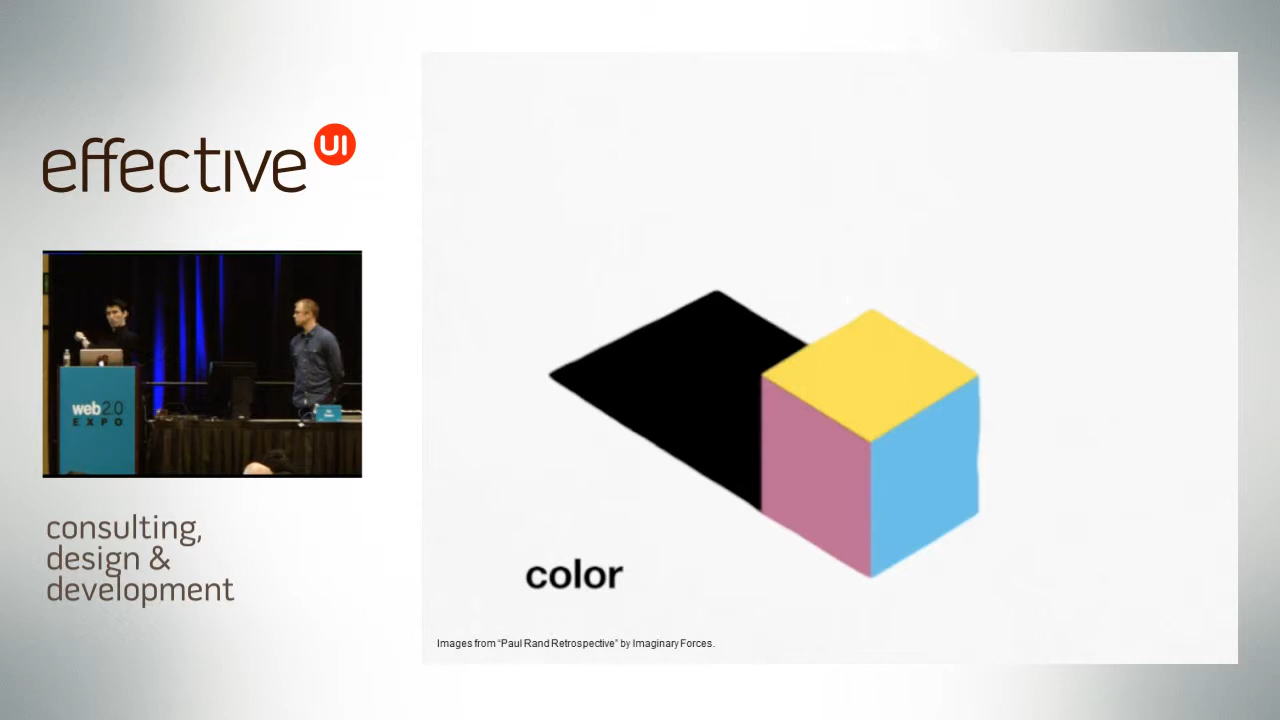 effective UI
web2.0
EXPO
consulting,
design &
development
color
Images from “Paul Rand Retrospective” by Imaginary Forces.